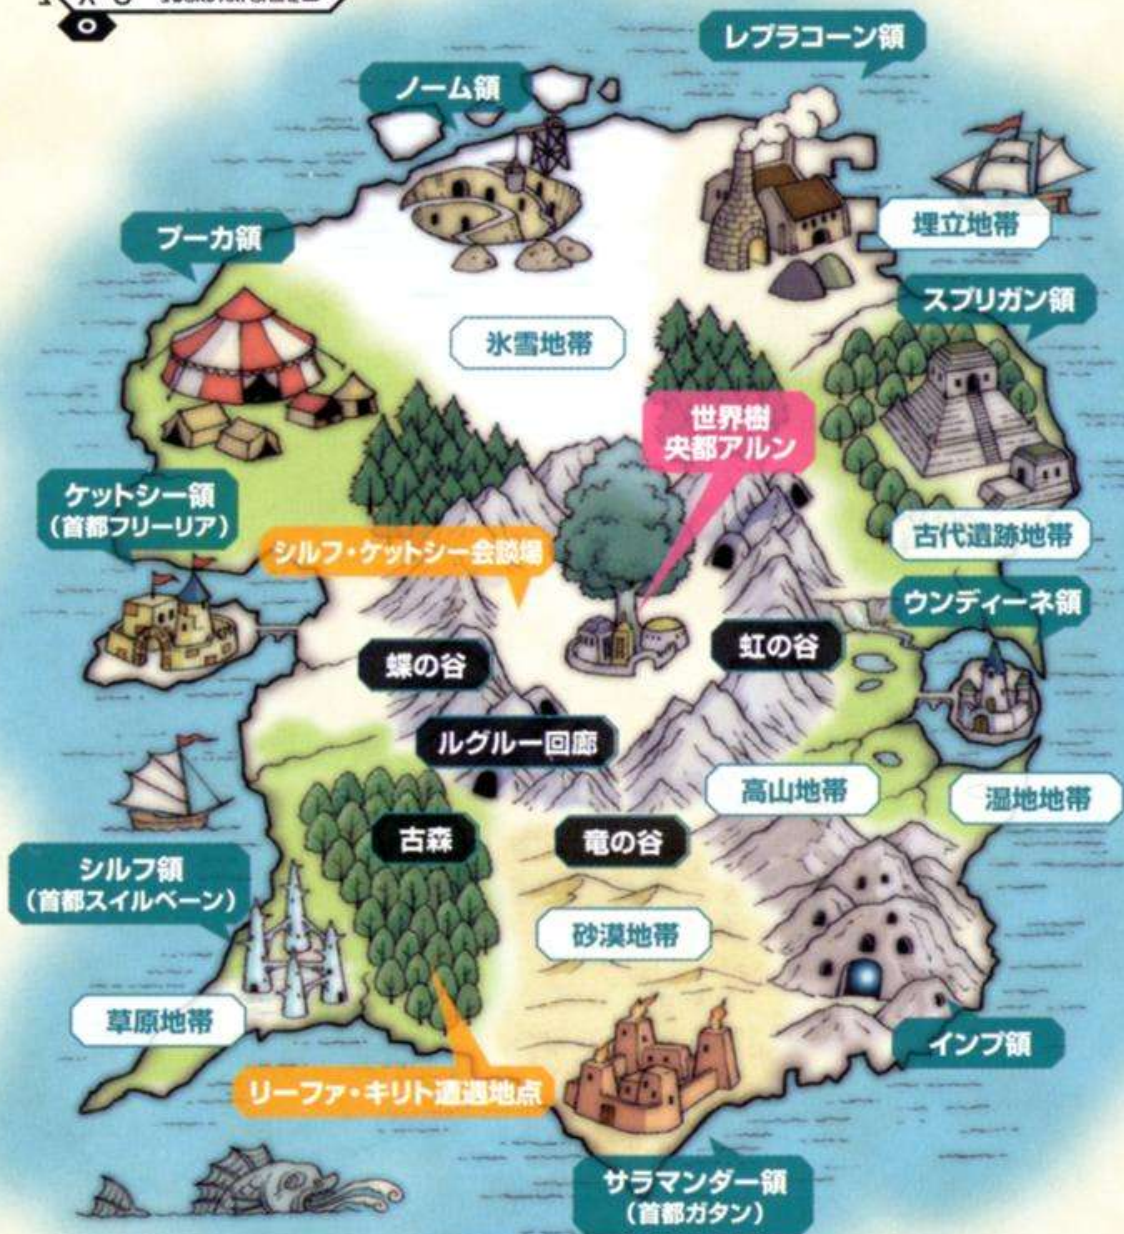 レプラコーン領
ノーム領
埋立地帯
プーカ領
スプリガン領
氷雪地帯
世界樹
央都アルン
ケットシー領
(首都フリーリア)
シルフ・ケットシー会談場
古代遺跡地帯
ウンディーネ領
虹の谷
蝶の谷
ルグルー回廊
高山地帯
湿地地帯
古森
竜の谷
シルフ領
(首都スイルベーン)
砂漠地帯
草原地帯
インプ領
リーファ・キリト遭遇地点
サラマンダー領
(首都ガタン)